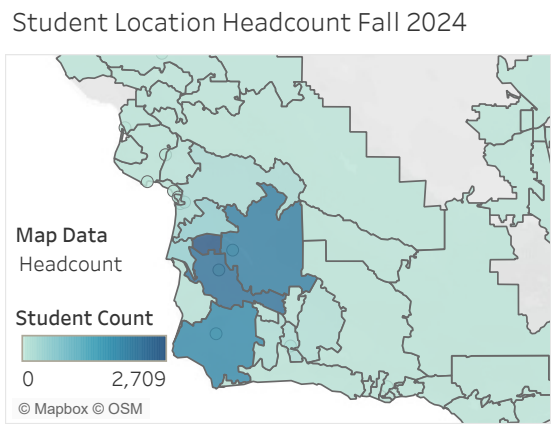 Student Location Headcount Fall 2024
Map Data
Headcount
Student Count
0 2,709
© Mapbox © OSM